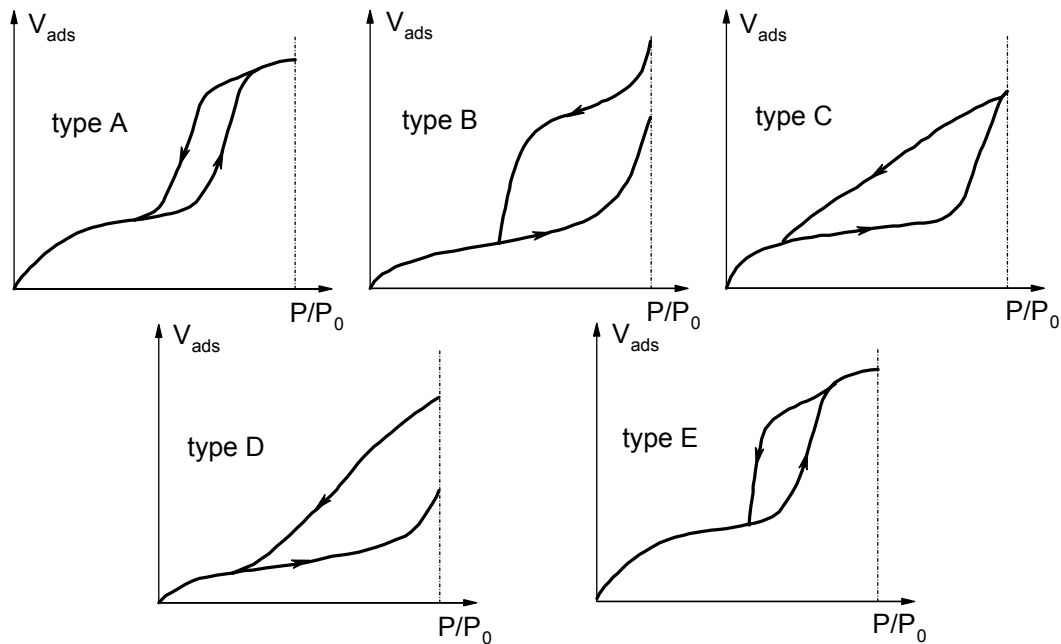 V_ads
type A
P/P_0
V_ads
type B
P/P_0
V_ads
type C
P/P_0
V_ads
type D
P/P_0
V_ads
type E
P/P_0